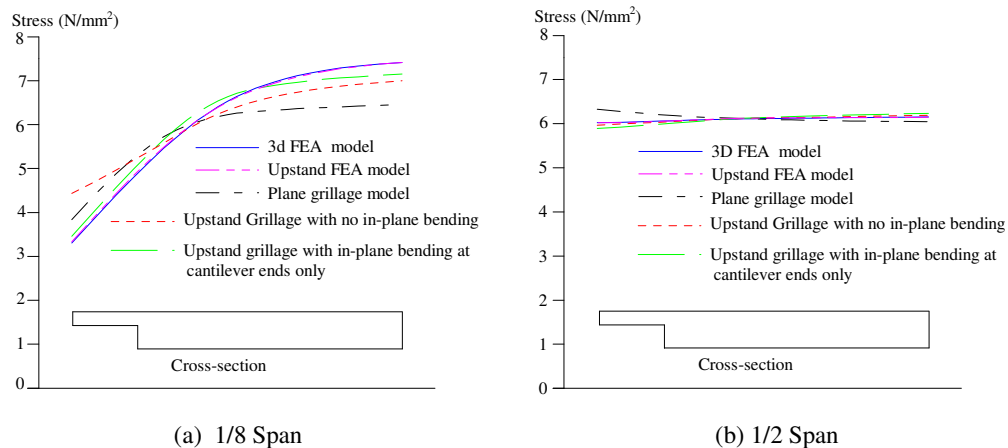 Stress (N/mm²)
8
7
6
5
4
3
2
1
0
3d FEA model
Upstand FEA model
Plane grillage model
Upstand Grillage with no in-plane bending
Upstand grillage with in-plane bending at
cantilever ends only
Cross-section
(a) 1/8 Span
Stress (N/mm²)
8
7
6
5
4
3
2
1
0
3D FEA model
Upstand FEA model
Plane grillage model
Upstand Grillage with no in-plane bending
Upstand grillage with in-plane bending at
cantilever ends only
Cross-section
(b) 1/2 Span